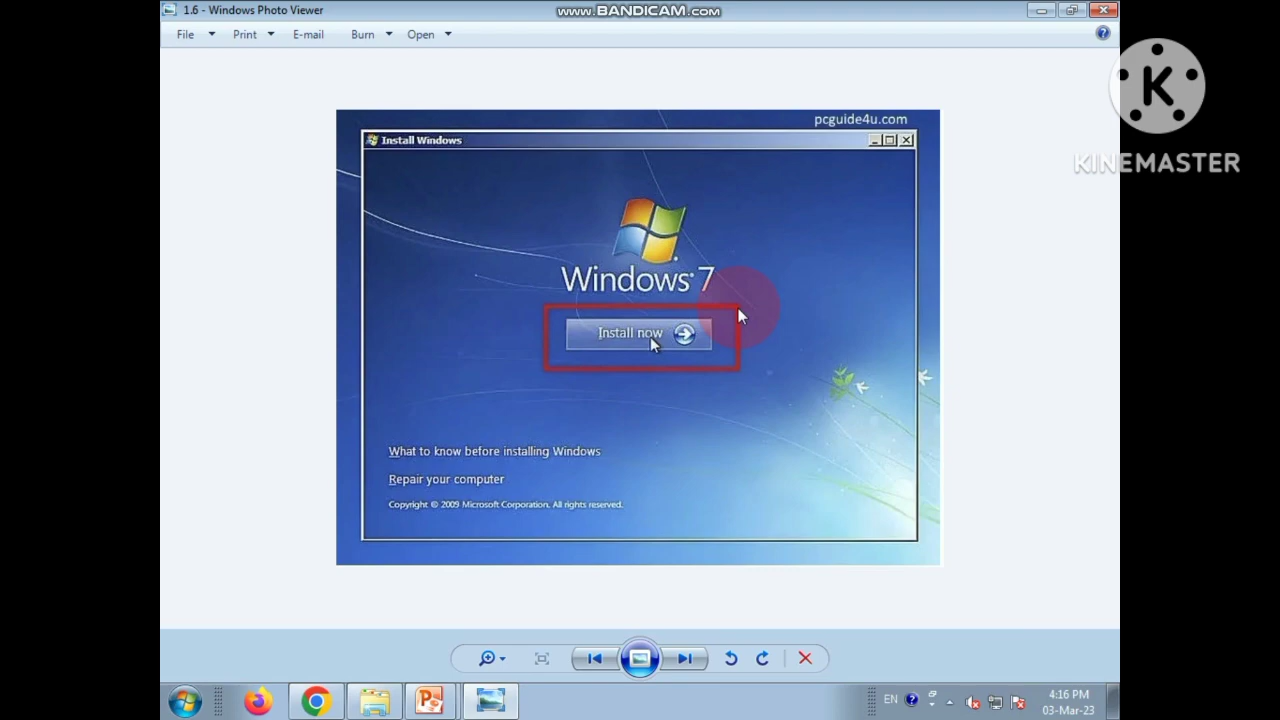 1.6 - Windows Photo Viewer
www.BANDICAM.com
File Print E-mail Burn Open
K
KINEMASTER
pcguide4u.com
Install Windows
Windows 7
Install now
What to know before installing Windows
Repair your computer
Copyright © 2009 Microsoft Corporation. All rights reserved.
EN
4:16 PM
03-Mar-23